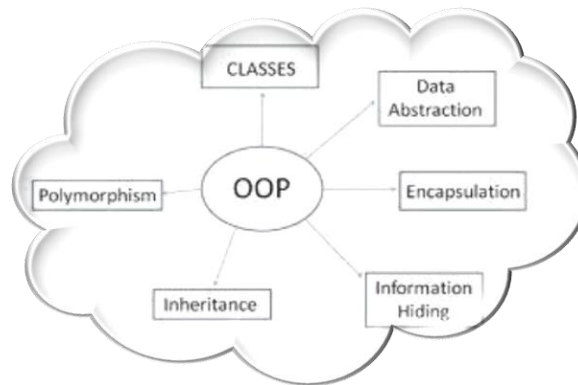 CLASSES
Data
Abstraction
Polymorphism
OOP
Encapsulation
Inheritance
Information
Hiding